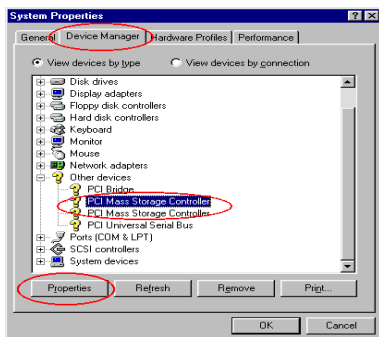 System Properties
General Device Manager Hardware Profiles Performance
View devices by type View devices by connection
Disk drives
Display adapters
Floppy disk controllers
Hard disk controllers
Keyboard
Monitor
Mouse
Network adapters
Other devices
PCI Bridge
PCI Mass Storage Controller
PCI Mass Storage Controller
PCI Universal Serial Bus
Ports (COM & LPT)
SCSI controllers
System devices
Properties Refresh Remove Print...
OK Cancel